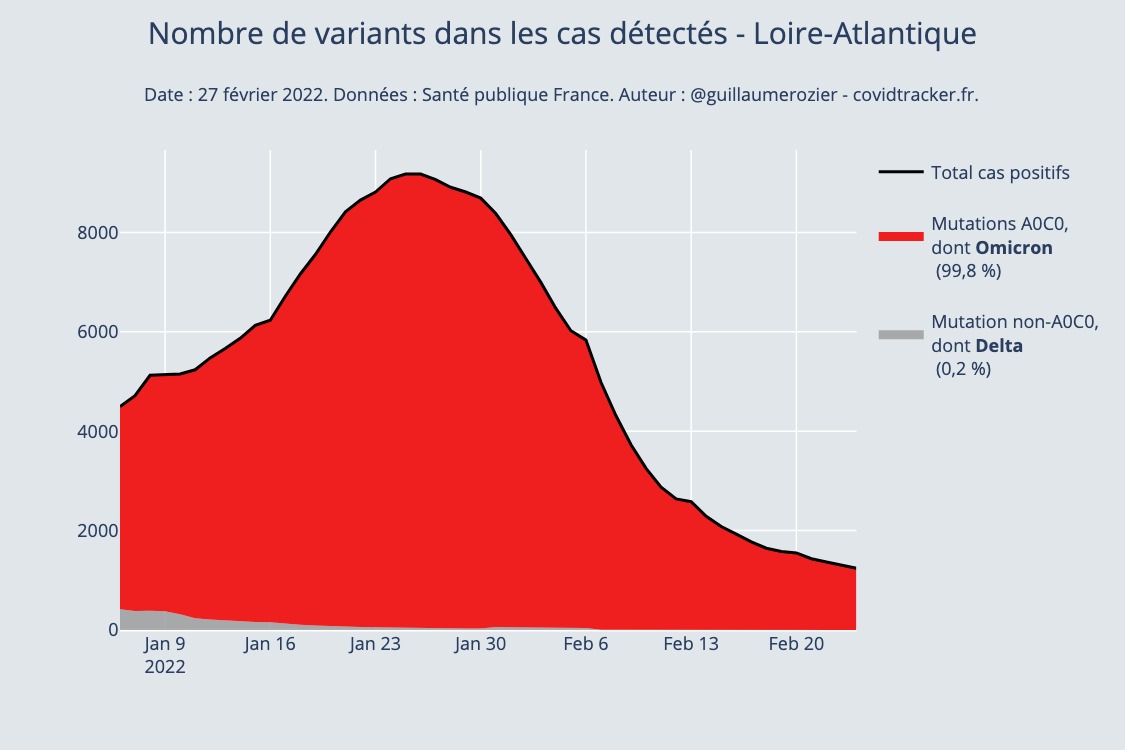 Nombre de variants dans les cas détectés - Loire-Atlantique
Date : 27 février 2022. Données : Santé publique France. Auteur : @guillaumerozier - covidtracker.fr.
Total cas positifs
Mutations A0C0,
dont Omicron
(99,8 %)
Mutation non-A0C0,
dont Delta
(0,2 %)
8000
6000
4000
2000
0
Jan 9 Jan 16 Jan 23 Jan 30 Feb 6 Feb 13 Feb 20
2022